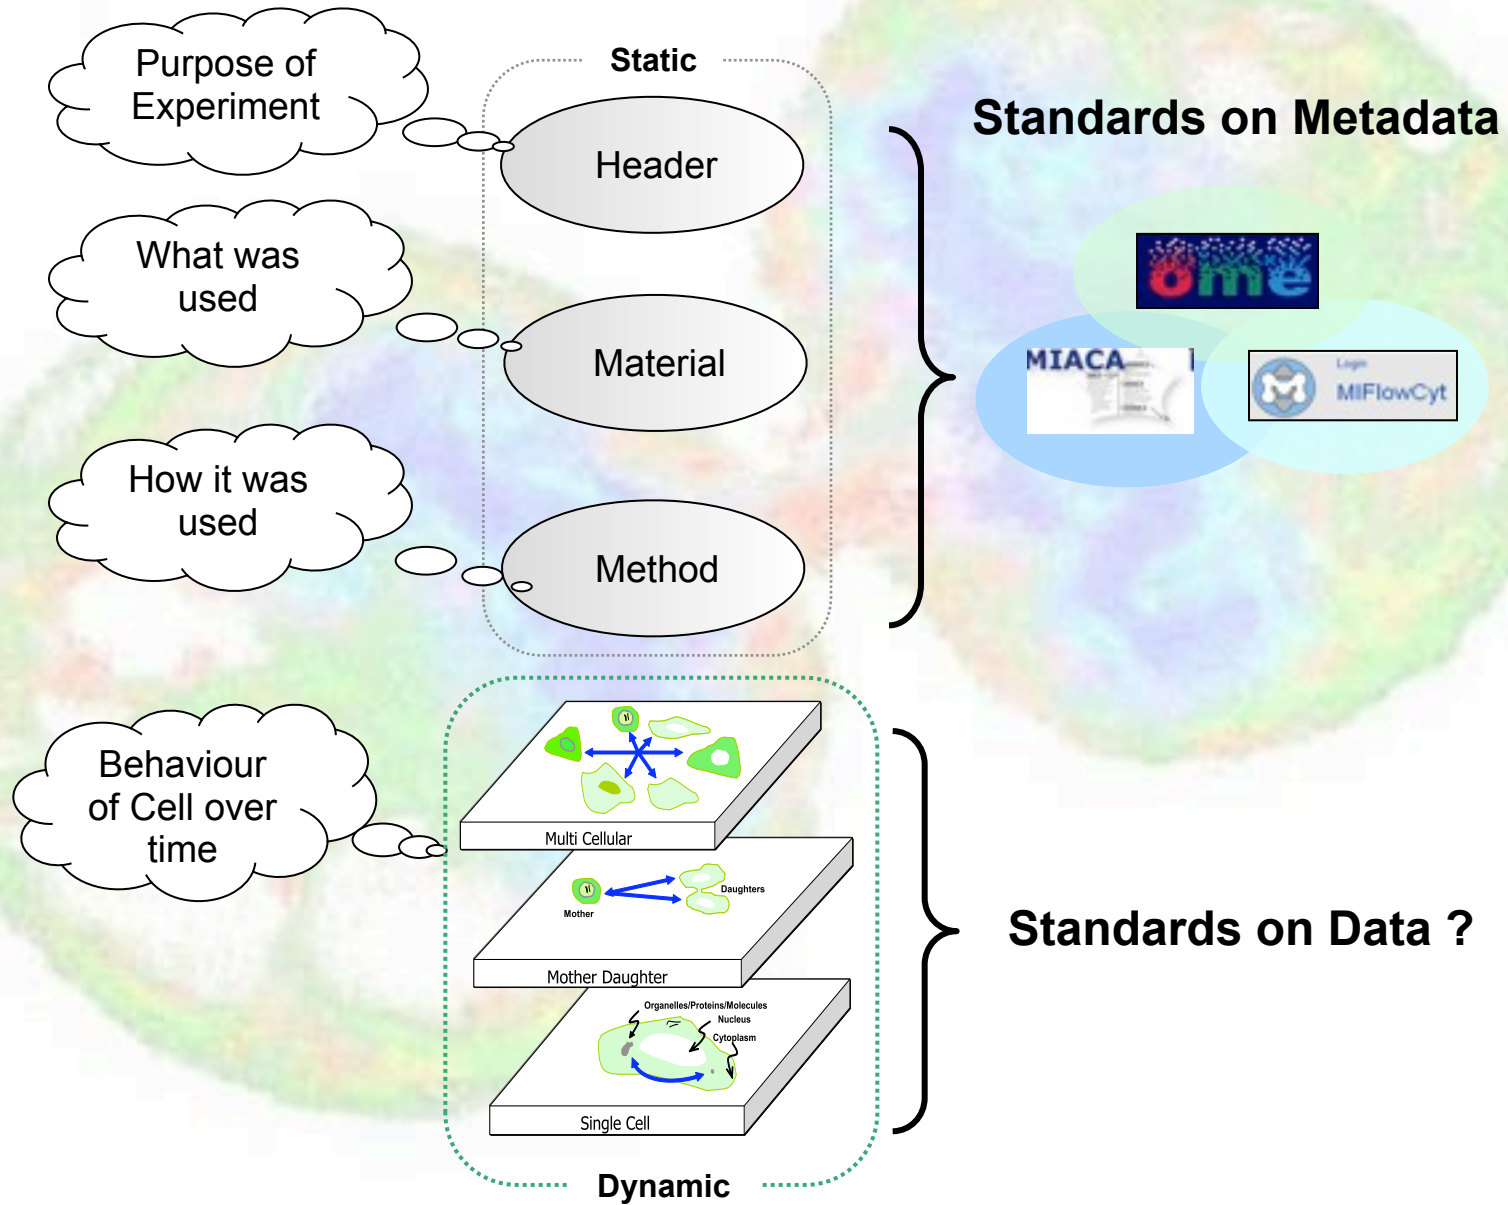 Purpose of
Experiment
Static
Header
Standards on Metadata
What was
used
Material
ome
MIACA
Login
MIFlowCyt
How it was
used
Method
Behaviour
of Cell over
time
Multi Cellular
Mother
Daughters
Mother Daughter
Organelles/Proteins/Molecules
Nucleus
Cytoplasm
Single Cell
Standards on Data ?
Dynamic